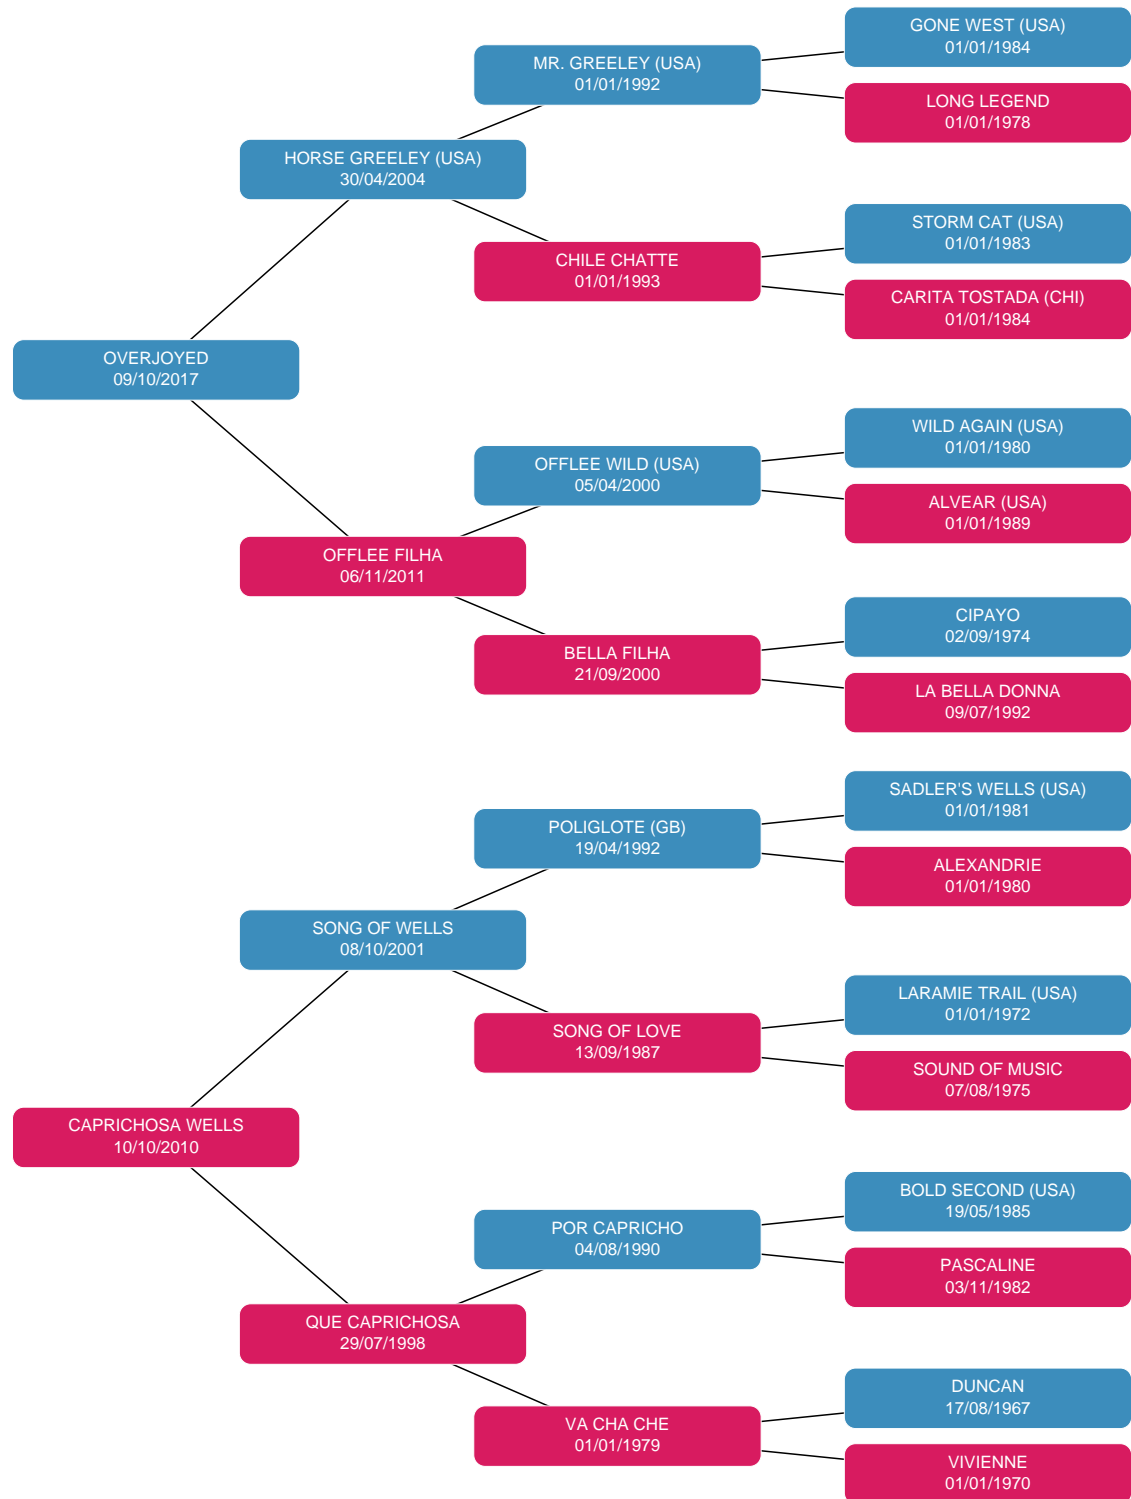 GONE WEST (USA)
01/01/1984
MR. GREELEY (USA)
01/01/1992
LONG LEGEND
01/01/1978
HORSE GREELEY (USA)
30/04/2004
STORM CAT (USA)
01/01/1983
CHILE CHATTE
01/01/1993
CARITA TOSTADA (CHI)
01/01/1984
OVERJOYED
09/10/2017
WILD AGAIN (USA)
01/01/1980
OFFLEE WILD (USA)
05/04/2000
ALVEAR (USA)
01/01/1989
OFFLEE FILHA
06/11/2011
CIPAYO
02/09/1974
BELLA FILHA
21/09/2000
LA BELLA DONNA
09/07/1992
SADLER'S WELLS (USA)
01/01/1981
POLIGLOTE (GB)
19/04/1992
ALEXANDRIE
01/01/1980
SONG OF WELLS
08/10/2001
LARAMIE TRAIL (USA)
01/01/1972
SONG OF LOVE
13/09/1987
SOUND OF MUSIC
07/08/1975
CAPRICHOSA WELLS
10/10/2010
BOLD SECOND (USA)
19/05/1985
POR CAPRICHO
04/08/1990
PASCALINE
03/11/1982
QUE CAPRICHOSA
29/07/1998
DUNCAN
17/08/1967
VA CHA CHE
01/01/1979
VIVIENNE
01/01/1970